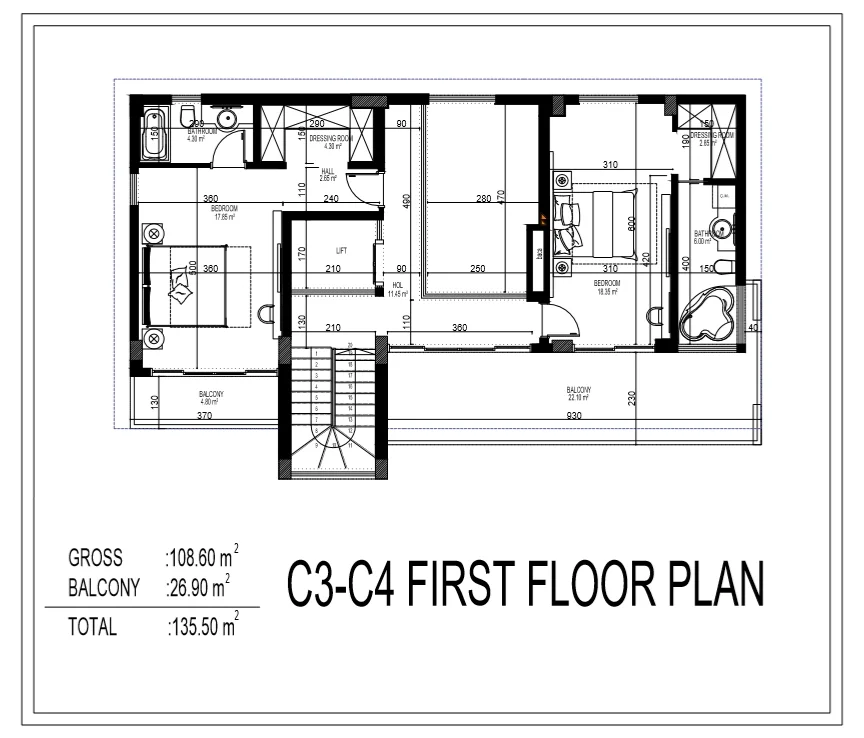 290
150
BATHROOM
4.30 m²
290
150
DRESSING ROOM
4.30 m²
90
150
DRESSING ROOM
2.85 m²
190
HALL
2.65 m²
110
360
240
490
280
470
310
BEDROOM
17.65 m²
600
BATHROOM
6.00 m²
LIFT
170
360
500
210
90
HOL
11.45 m²
250
310
420
400
150
BEDROOM
18.35 m²
130
210
110
360
40
BALCONY
4.80 m²
130
370
BALCONY
22.10 m²
230
930
GROSS :108.60 m²
BALCONY :26.90 m²
TOTAL :135.50 m²
C3-C4 FIRST FLOOR PLAN